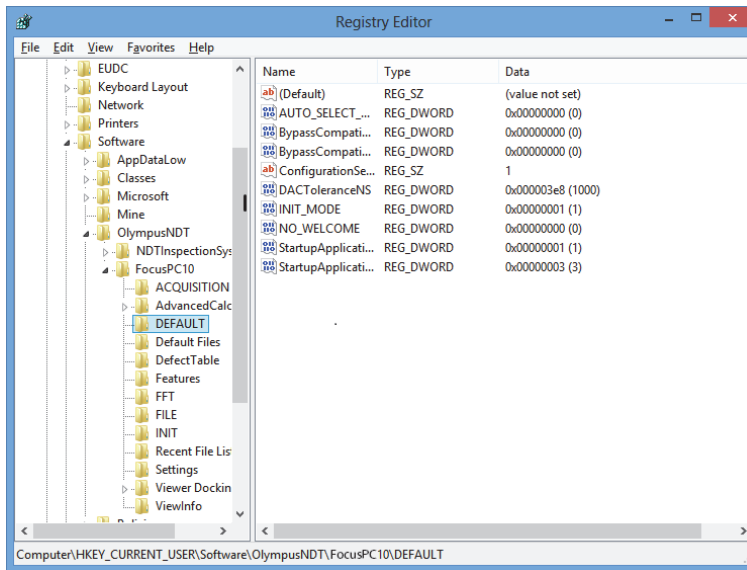 Registry Editor
File Edit View Favorites Help
EUDC
Keyboard Layout
Network
Printers
Software
AppDataLow
Classes
Microsoft
Mine
OlympusNDT
NDTInspectionSys
FocusPC10
ACQUISITION
AdvancedCalc
DEFAULT
Default Files
DefectTable
Features
FFT
FILE
INIT
Recent File Lis
Settings
Viewer Dockin
ViewInfo
Name Type Data
(Default) REG_SZ (value not set)
AUTO_SELECT_... REG_DWORD 0x00000000 (0)
BypassCompati... REG_DWORD 0x00000000 (0)
BypassCompati... REG_DWORD 0x00000000 (0)
ConfigurationSe... REG_SZ 1
DACToleranceNS REG_DWORD 0x000003e8 (1000)
INIT_MODE REG_DWORD 0x00000001 (1)
NO_WELCOME REG_DWORD 0x00000000 (0)
StartupApplicati... REG_DWORD 0x00000001 (1)
StartupApplicati... REG_DWORD 0x00000003 (3)
Computer\HKEY_CURRENT_USER\Software\OlympusNDT\FocusPC10\DEFAULT